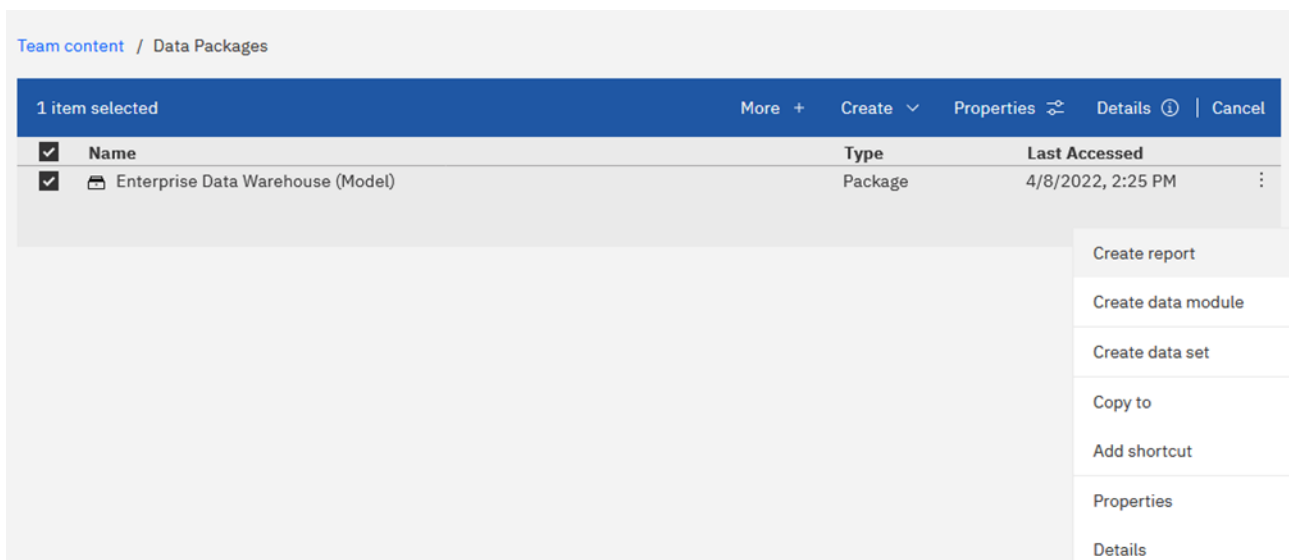 Team content / Data Packages
1 item selected More + Create Properties Details | Cancel
Name Type Last Accessed
Enterprise Data Warehouse (Model) Package 4/8/2022, 2:25 PM
Create report
Create data module
Create data set
Copy to
Add shortcut
Properties
Details